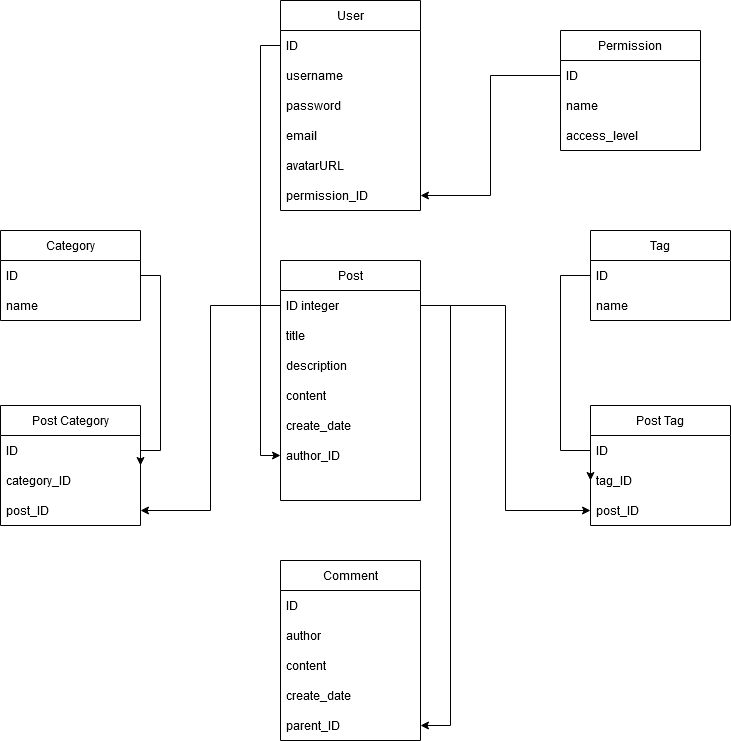 User
ID
username
password
email
avatarURL
permission_ID
Permission
ID
name
access_level
Category
ID
name
Post
ID integer
title
description
content
create_date
author_ID
Tag
ID
name
Post Category
ID
category_ID
post_ID
Post Tag
ID
tag_ID
post_ID
Comment
ID
author
content
create_date
parent_ID